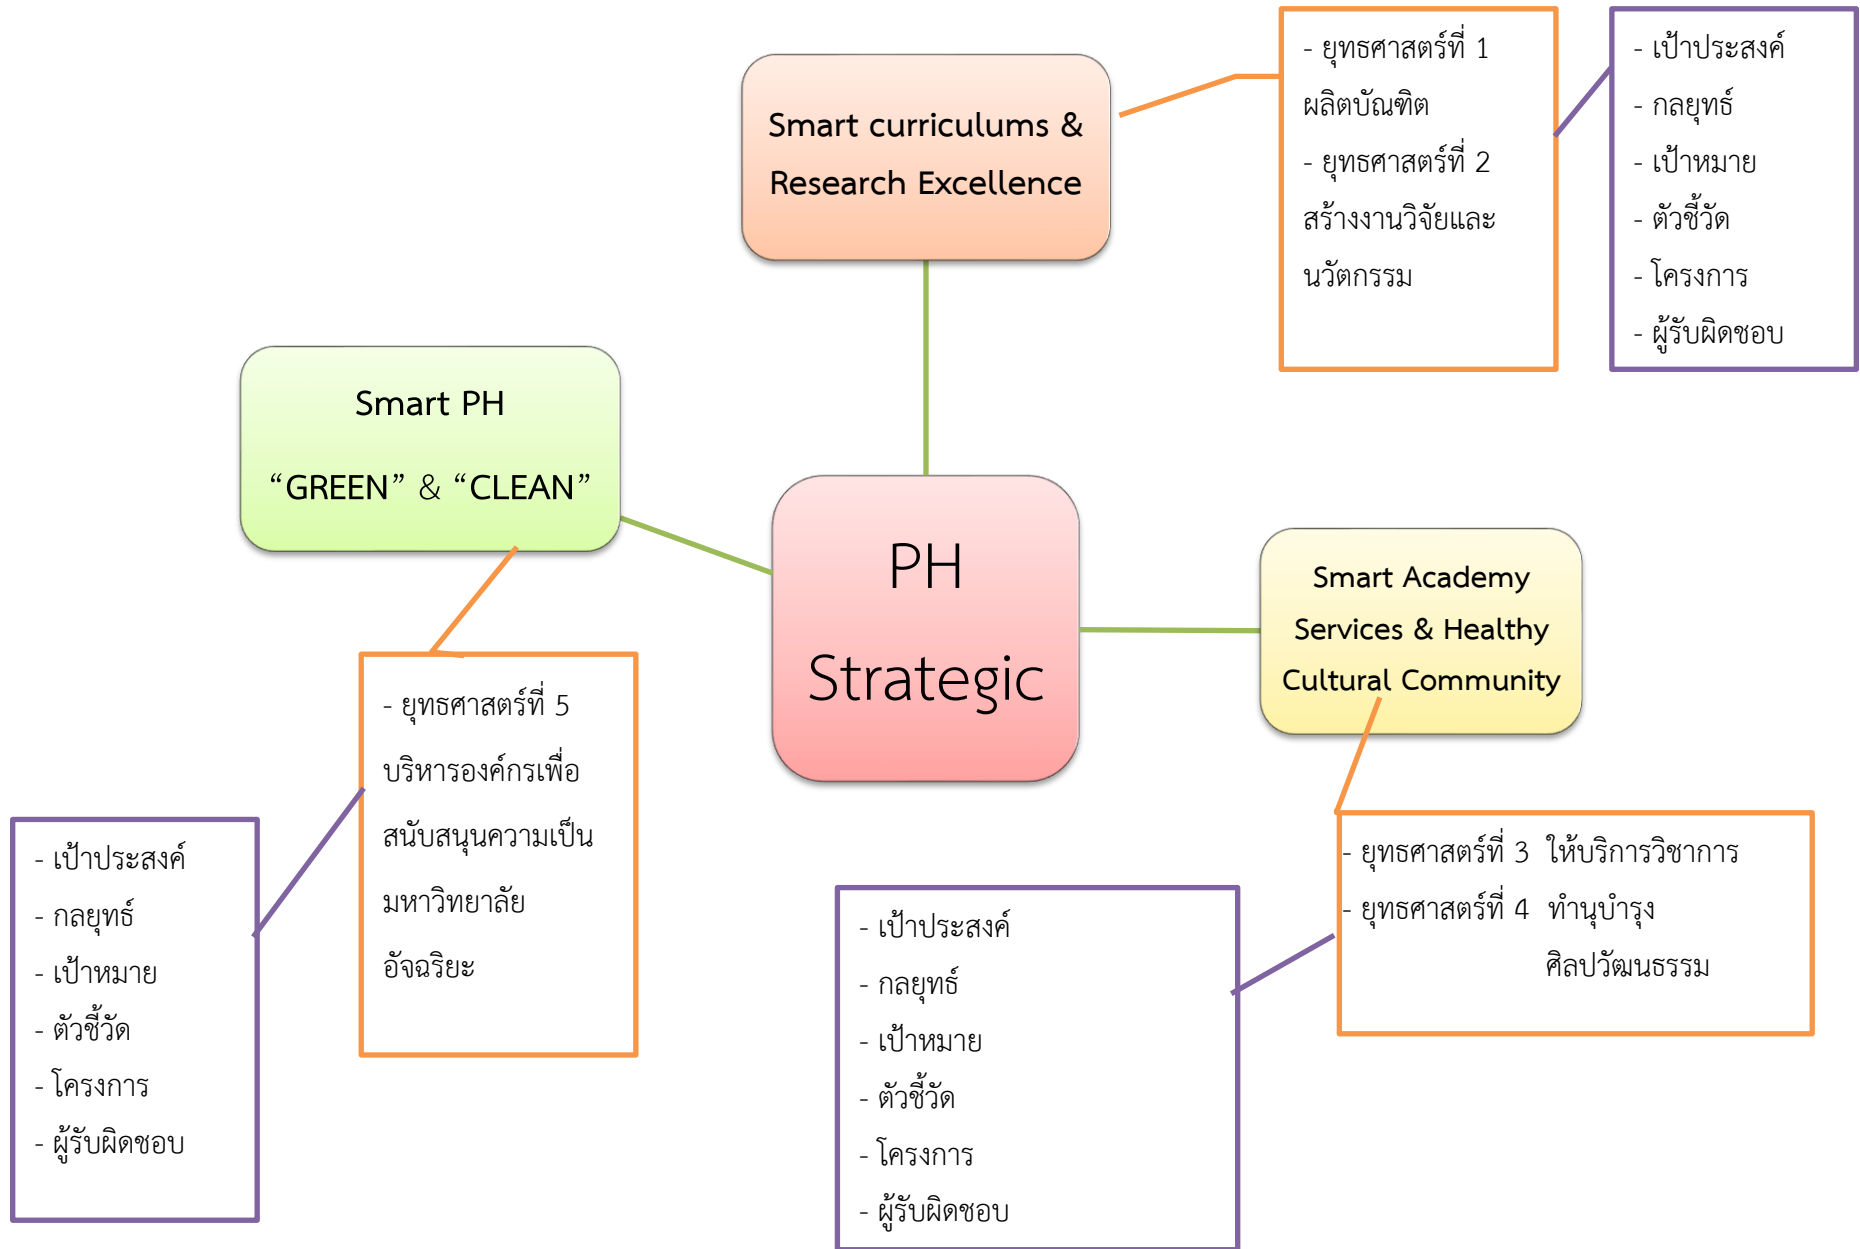 Smart curriculums &
Research Excellence
- ยุทธศาสตร์ที่ 1
ผลิตบัณฑิต
- ยุทธศาสตร์ที่ 2
สร้างงานวิจัยและ
นวัตกรรม
- เป้าประสงค์
- กลยุทธ์
- เป้าหมาย
- ตัวชี้วัด
- โครงการ
- ผู้รับผิดชอบ
Smart PH
“GREEN” & “CLEAN”
PH
Strategic
Smart Academy
Services & Healthy
Cultural Community
- ยุทธศาสตร์ที่ 5
บริหารองค์กรเพื่อ
สนับสนุนความเป็น
มหาวิทยาลัย
อัจฉริยะ
- เป้าประสงค์
- กลยุทธ์
- เป้าหมาย
- ตัวชี้วัด
- โครงการ
- ผู้รับผิดชอบ
- ยุทธศาสตร์ที่ 3 ให้บริการวิชาการ
- ยุทธศาสตร์ที่ 4 ทำนุบำรุง
ศิลปวัฒนธรรม
- เป้าประสงค์
- กลยุทธ์
- เป้าหมาย
- ตัวชี้วัด
- โครงการ
- ผู้รับผิดชอบ